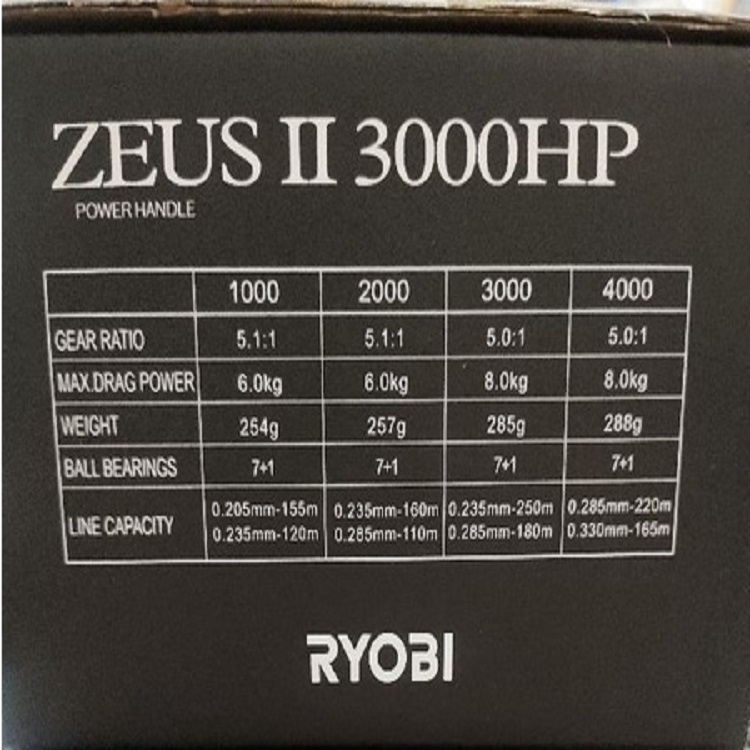 ZEUS II 3000HP
POWER HANDLE
1000 2000 3000 4000
GEAR RATIO 5.1:1 5.1:1 5.0:1 5.0:1
MAX.DRAG POWER 6.0kg 6.0kg 8.0kg 8.0kg
WEIGHT 254g 257g 285g 288g
BALL BEARINGS 7+1 7+1 7+1 7+1
LINE CAPACITY 0.205mm-155m 0.235mm-160m 0.235mm-250m 0.285mm-220m
0.235mm-120m 0.285mm-110m 0.285mm-180m 0.330mm-165m
RYOBI